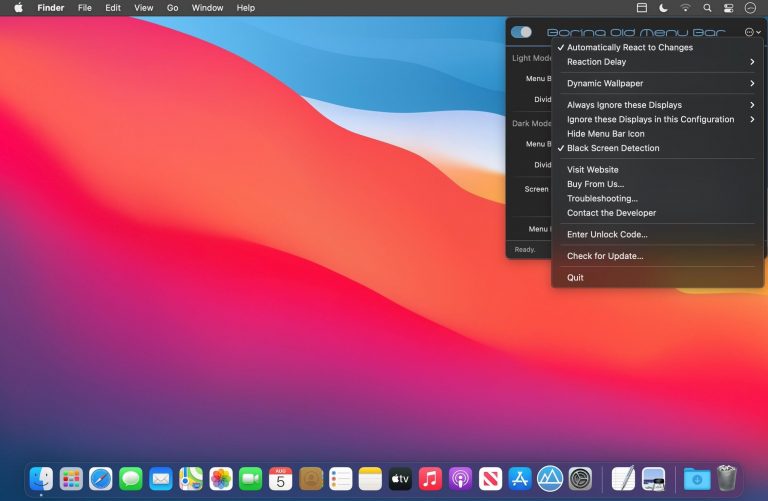 Finder File Edit View Go Window Help
Boring Old Menu Bar
Automatically React to Changes
Reaction Delay
Dynamic Wallpaper
Always Ignore these Displays
Ignore these Displays in this Configuration
Hide Menu Bar Icon
Black Screen Detection
Visit Website
Buy From Us...
Troubleshooting...
Contact the Developer
Enter Unlock Code...
Check for Update...
Quit
Light Mode
Menu B
Divid
Dark Mode
Menu B
Divid
Screen
Menu
Ready.
AUG
5
tv